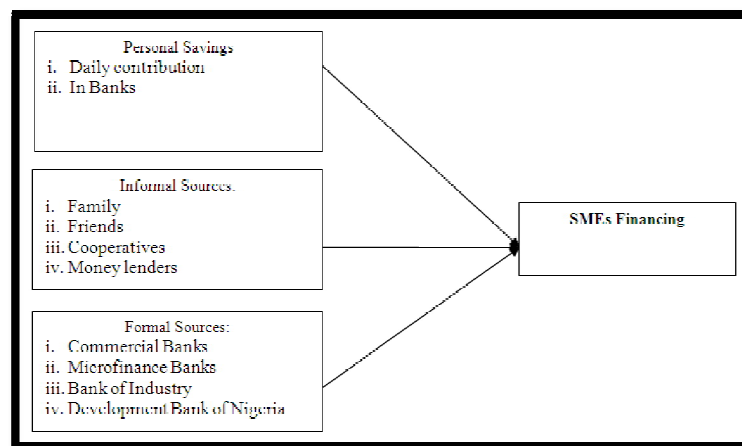 Personal Savings
i. Daily contribution
ii. In Banks
Informal Sources:
i. Family
ii. Friends
iii. Cooperatives
iv. Money lenders
Formal Sources:
i. Commercial Banks
ii. Microfinance Banks
iii. Bank of Industry
iv. Development Bank of Nigeria
SMEs Financing